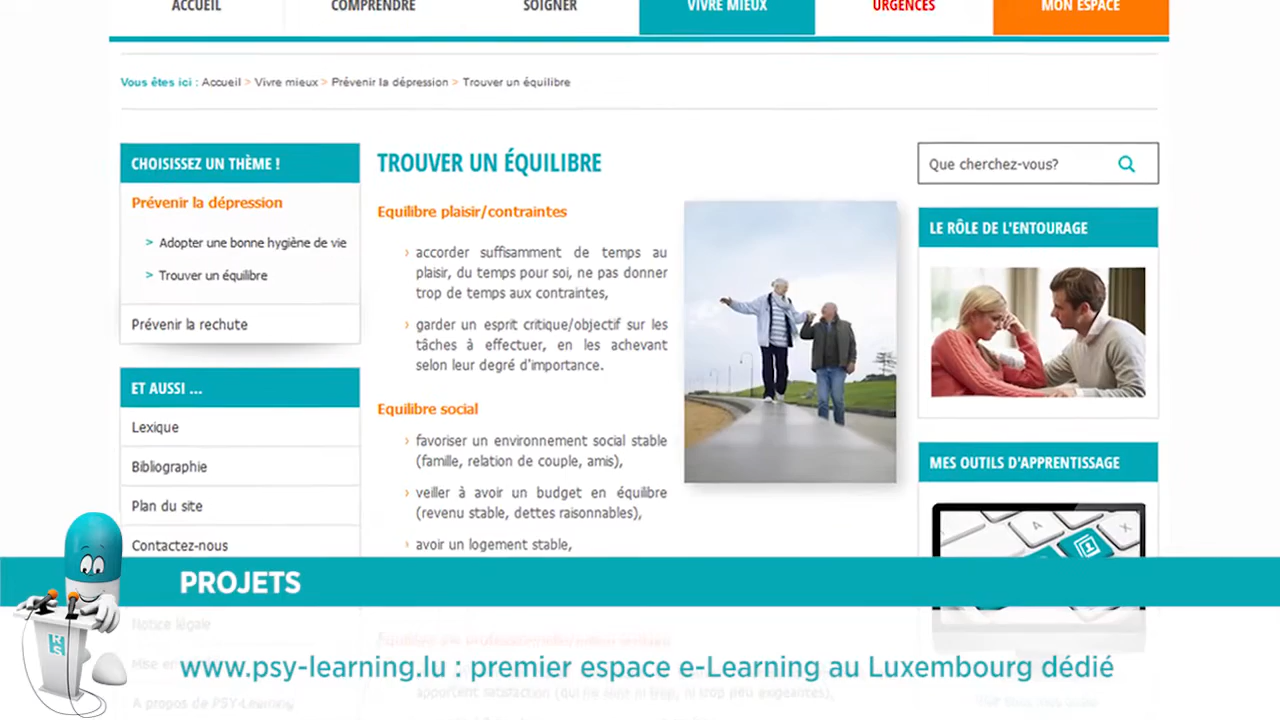 ACCUEIL
COMPRENDRE
SOIGNER
VIVRE MIEUX
URGENCES
MON ESPACE
Vous êtes ici : Accueil > Vivre mieux > Prévenir la dépression > Trouver un équilibre
CHOISISSEZ UN THÈME !
Prévenir la dépression
> Adopter une bonne hygiène de vie
> Trouver un équilibre
Prévenir la rechute
ET AUSSI ...
Lexique
Bibliographie
Plan du site
Contactez-nous
Notice légale
A propos de PSY-Learning
TROUVER UN ÉQUILIBRE
Equilibre plaisir/contraintes
› accorder suffisamment de temps au
plaisir, du temps pour soi, ne pas donner
trop de temps aux contraintes,
› garder un esprit critique/objectif sur les
tâches à effectuer, en les achevant
selon leur degré d'importance.
Equilibre social
› favoriser un environnement social stable
(famille, relation de couple, amis),
› veiller à avoir un budget en équilibre
(revenu stable, dettes raisonnables),
› avoir un logement stable,
Que cherchez-vous?
LE RÔLE DE L'ENTOURAGE
MES OUTILS D'APPRENTISSAGE
A
X
PROJETS
www.psy-learning.lu : premier espace e-Learning au Luxembourg dédié